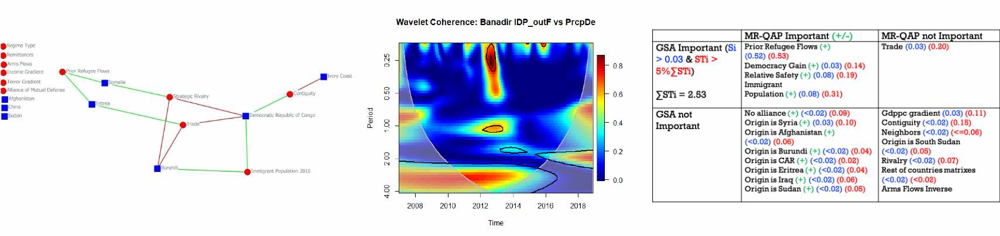 Regime Type
Remittances
Arms Flows
Income Gradient
Terror Gradient
Alliance of Mutual Defense
Afghanistan
China
Sudan
Prior Refugee Flows
Somalia
Eritrea
Strategic Rivalry
Trade
Burundi
Ivory Coast
Contiguity
Democratic Republic of Congo
Immigrant Population 2010
Wavelet Coherence: Banadir IDP_outF vs PrcpDe
Period
0.25
0.50
1.00
2.00
4.00
2008 2010 2012 2014 2016 2018
Time
0.8
0.6
0.4
0.2
0.0
MR-QAP Important (+/-)
MR-QAP not Important
GSA Important (Si
> 0.03 & STi >
5%∑STi)
∑STi = 2.53
Prior Refugee Flows (+)
(0.52) (0.53)
Democracy Gain (+) (0.03) (0.14)
Relative Safety (+) (0.08) (0.19)
Immigrant
Population (+) (0.08) (0.31)
Trade (0.03) (0.20)
GSA not
Important
No alliance (+) (<0.02) (0.09)
Origin is Syria (+) (0.03) (0.10)
Origin is Afghanistan (+)
(<0.02) (0.06)
Origin is Burundi (+) (<0.02) (0.04)
Origin is CAR (+) (<0.02) (0.02)
Origin is Eritrea (+) (<0.02) (0.04)
Origin is Iraq (+) (<0.02) (0.06)
Origin is Sudan (+) (<0.02) (0.05)
Gdppc gradient (0.03) (0.11)
Contiguity (<0.02) (0.15)
Neighbors (<0.02) (<=0.06)
Origin is South Sudan
(<0.02) (0.05)
Rivalry (<0.02) (0.07)
Rest of countries matrixes
(<0.02) (<0.02)
Arms Flows Inverse